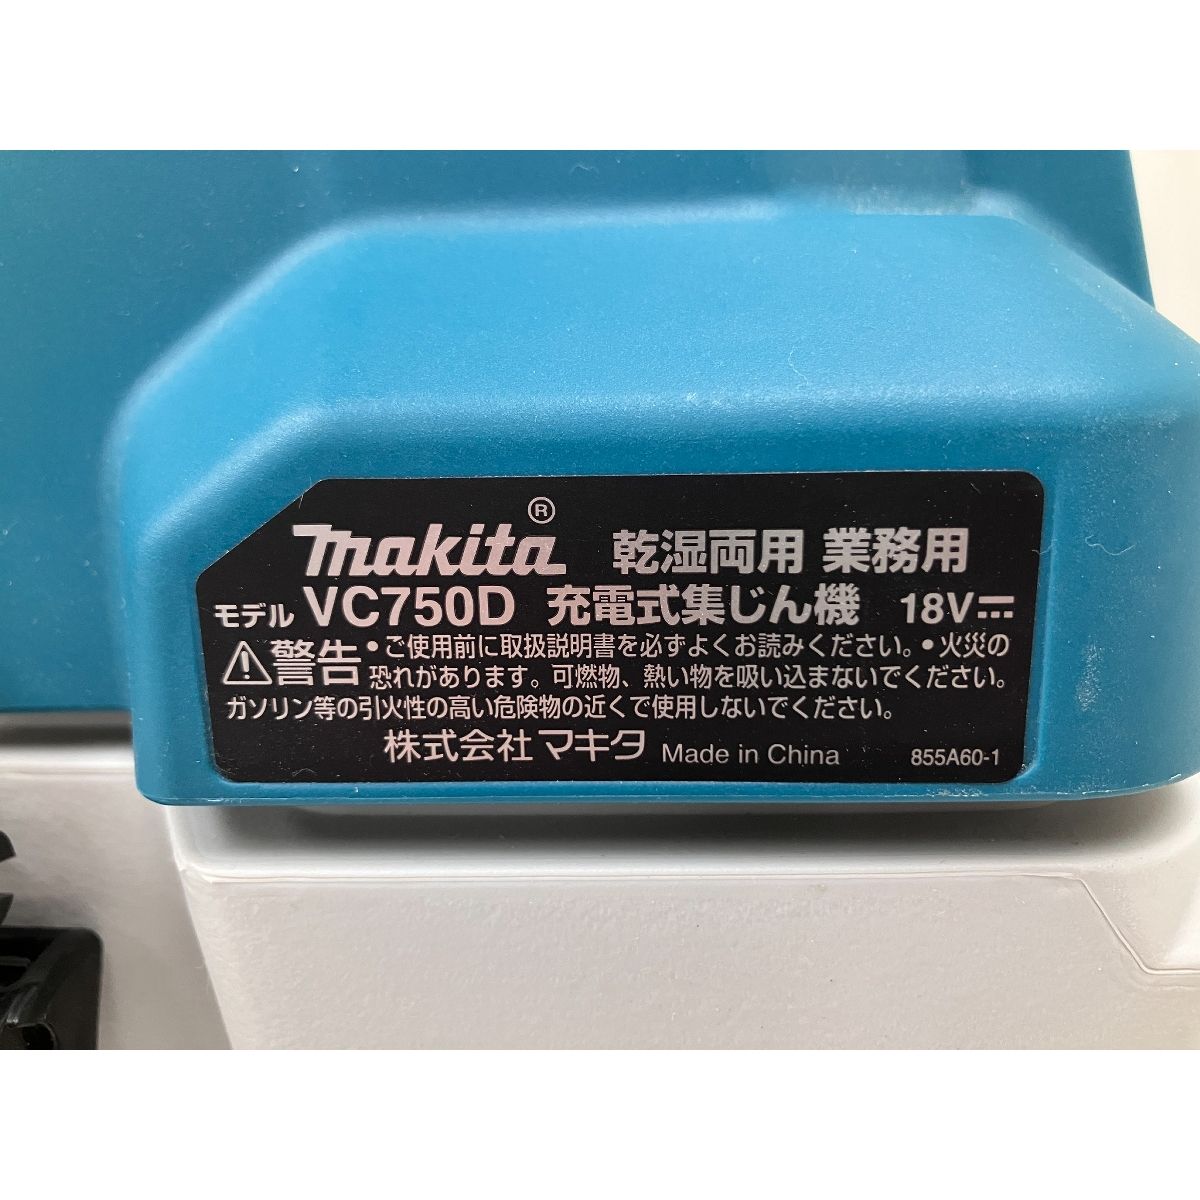 makita® 乾湿両用 業務用
モデル VC750D 充電式集じん機 18V⎓
⚠警告 •ご使用前に取扱説明書を必ずよくお読みください。•火災の
恐れがあります。可燃物、熱い物を吸い込まないでください。
ガソリン等の引火性の高い危険物の近くで使用しないでください。
株式会社マキタ Made in China 855A60-1